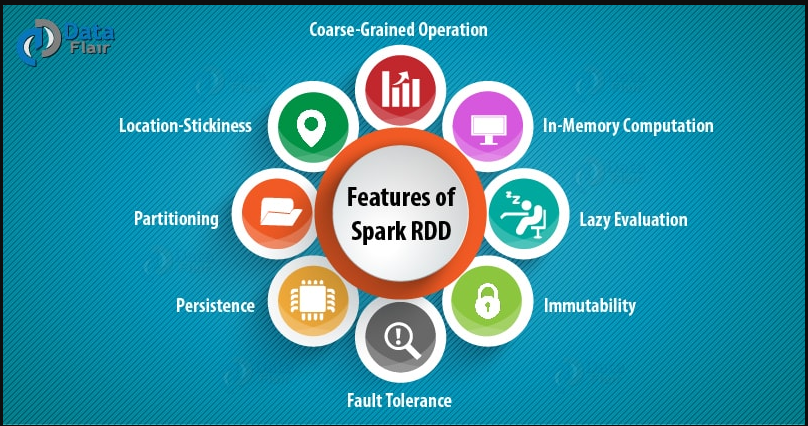 Data
Flair
Coarse-Grained Operation
Location-Stickiness
In-Memory Computation
Features of
Spark RDD
Partitioning
Lazy Evaluation
zzZ
Persistence
Immutability
Fault Tolerance